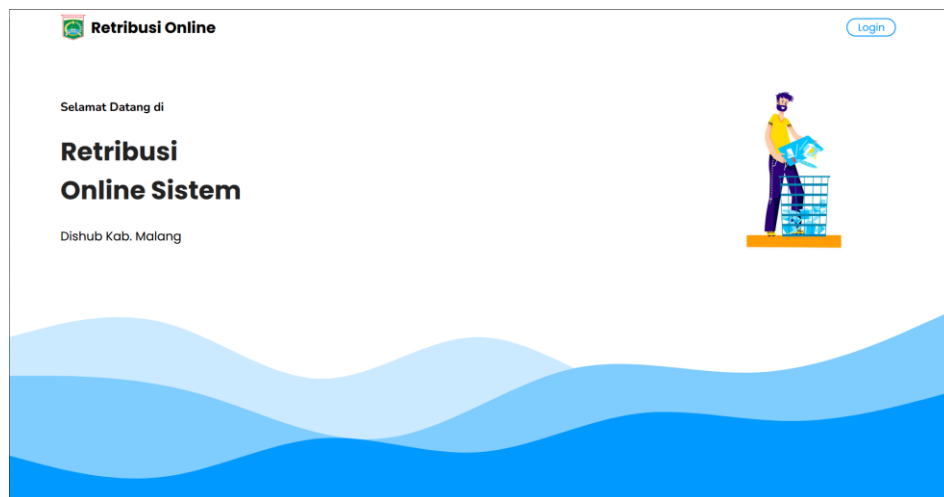 Retribusi Online
Login
Selamat Datang di
Retribusi
Online Sistem
Dishub Kab. Malang